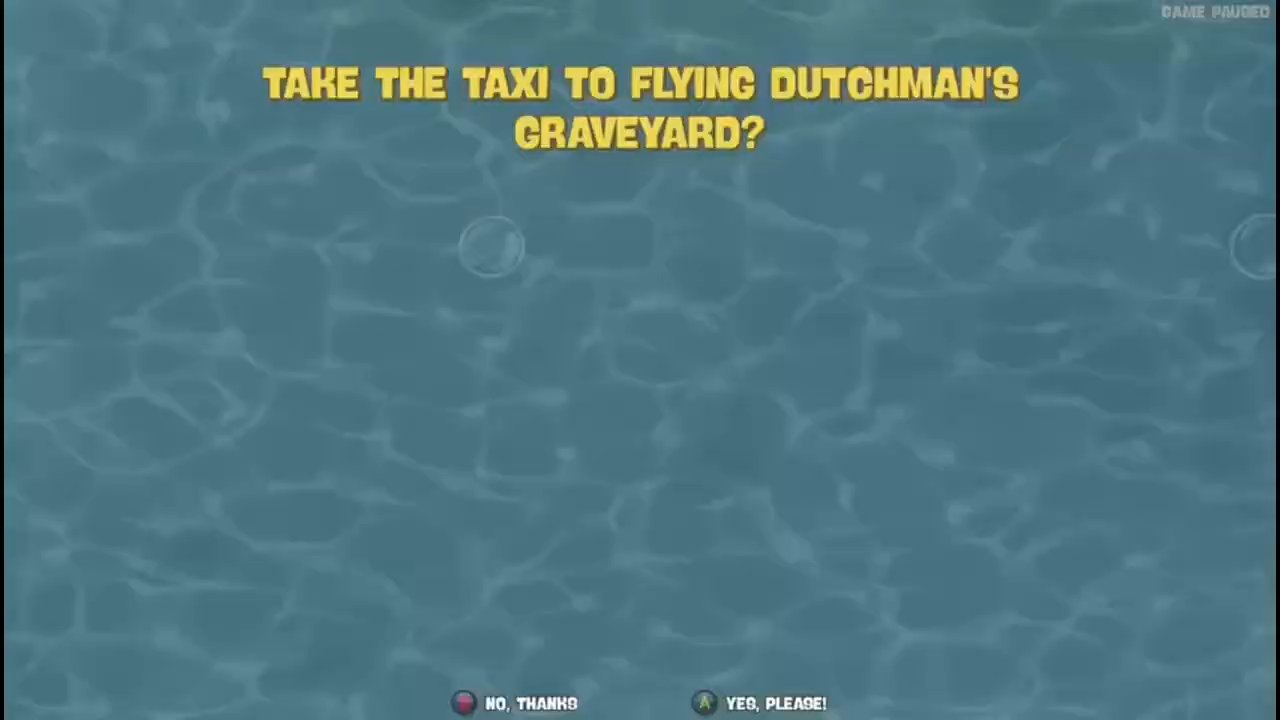 GAME PAUSED
TAKE THE TAXI TO FLYING DUTCHMAN'S
GRAVEYARD?
NO, THANKS
A YES, PLEASE!